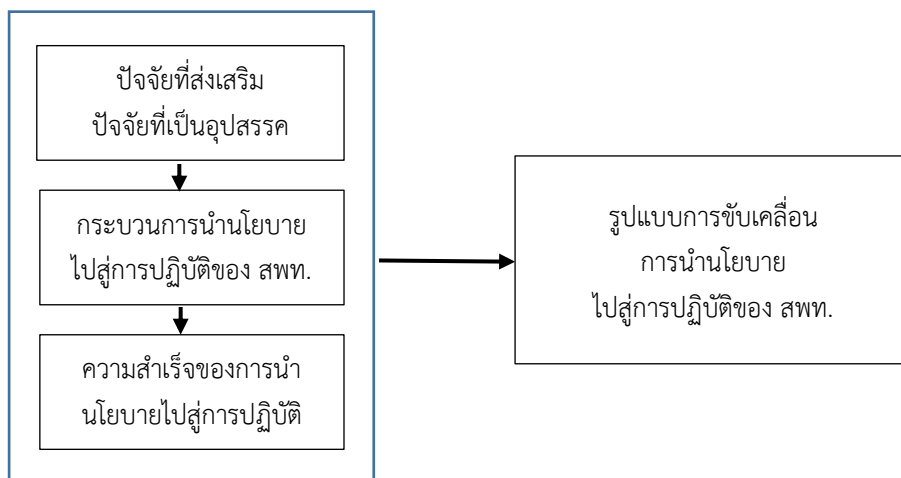 ปัจจัยที่ส่งเสริม
ปัจจัยที่เป็นอุปสรรค
กระบวนการนำนโยบาย
ไปสู่การปฏิบัติของ สพท.
ความสำเร็จของการนำ
นโยบายไปสู่การปฏิบัติ
รูปแบบการขับเคลื่อน
การนำนโยบาย
ไปสู่การปฏิบัติของ สพท.